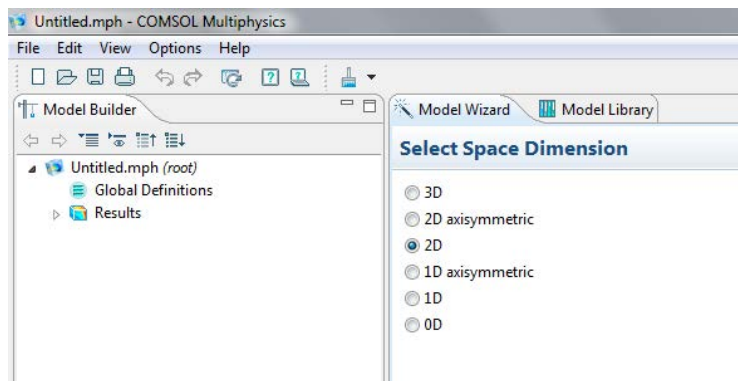 Untitled.mph - COMSOL Multiphysics
File Edit View Options Help
Model Builder
Untitled.mph (root)
Global Definitions
Results
Model Wizard Model Library
Select Space Dimension
3D
2D axisymmetric
2D
1D axisymmetric
1D
0D